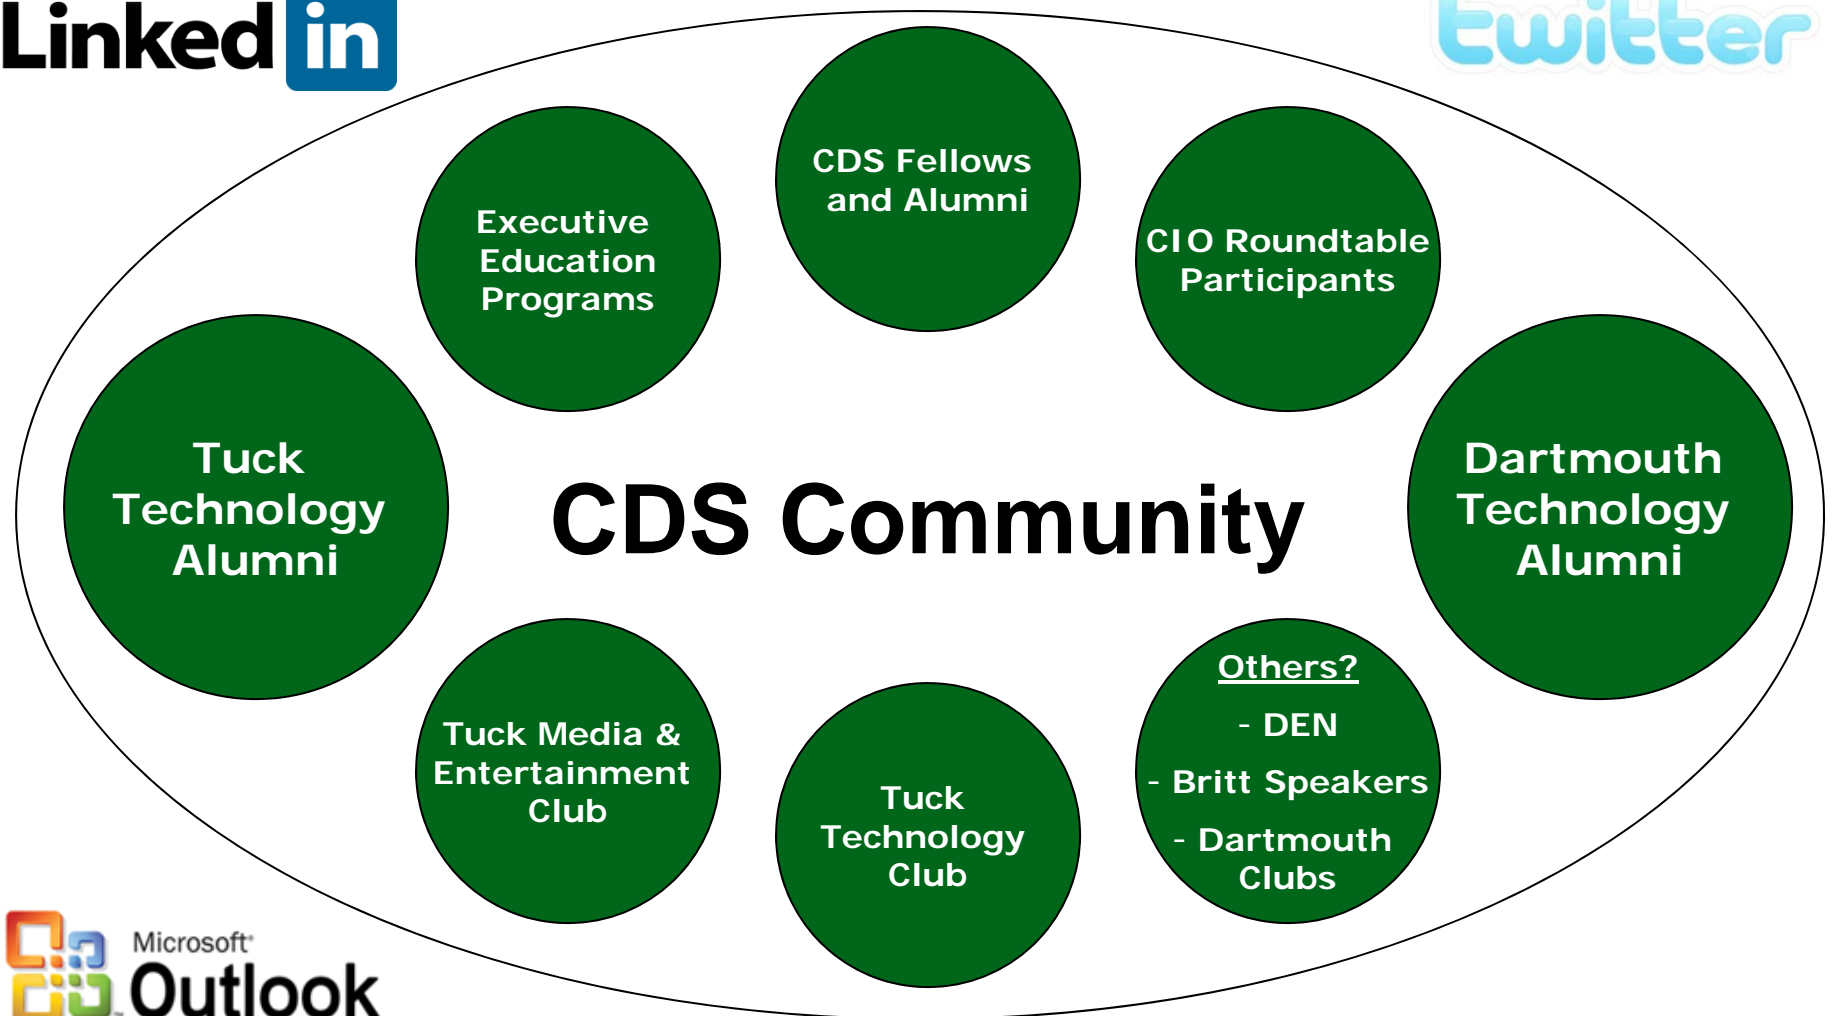 Linked in
twitter
CDS Fellows
and Alumni
Executive
Education
Programs
CIO Roundtable
Participants
Tuck
Technology
Alumni
CDS Community
Dartmouth
Technology
Alumni
Tuck Media &
Entertainment
Club
Tuck
Technology
Club
Others?
- DEN
- Britt Speakers
- Dartmouth
Clubs
Microsoft®
Outlook